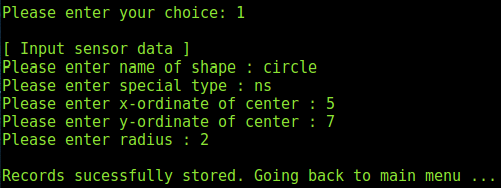 Please enter your choice: 1
[ Input sensor data ]
Please enter name of shape : circle
Please enter special type : ns
Please enter x-ordinate of center : 5
Please enter y-ordinate of center : 7
Please enter radius : 2
Records sucessfully stored. Going back to main menu ...